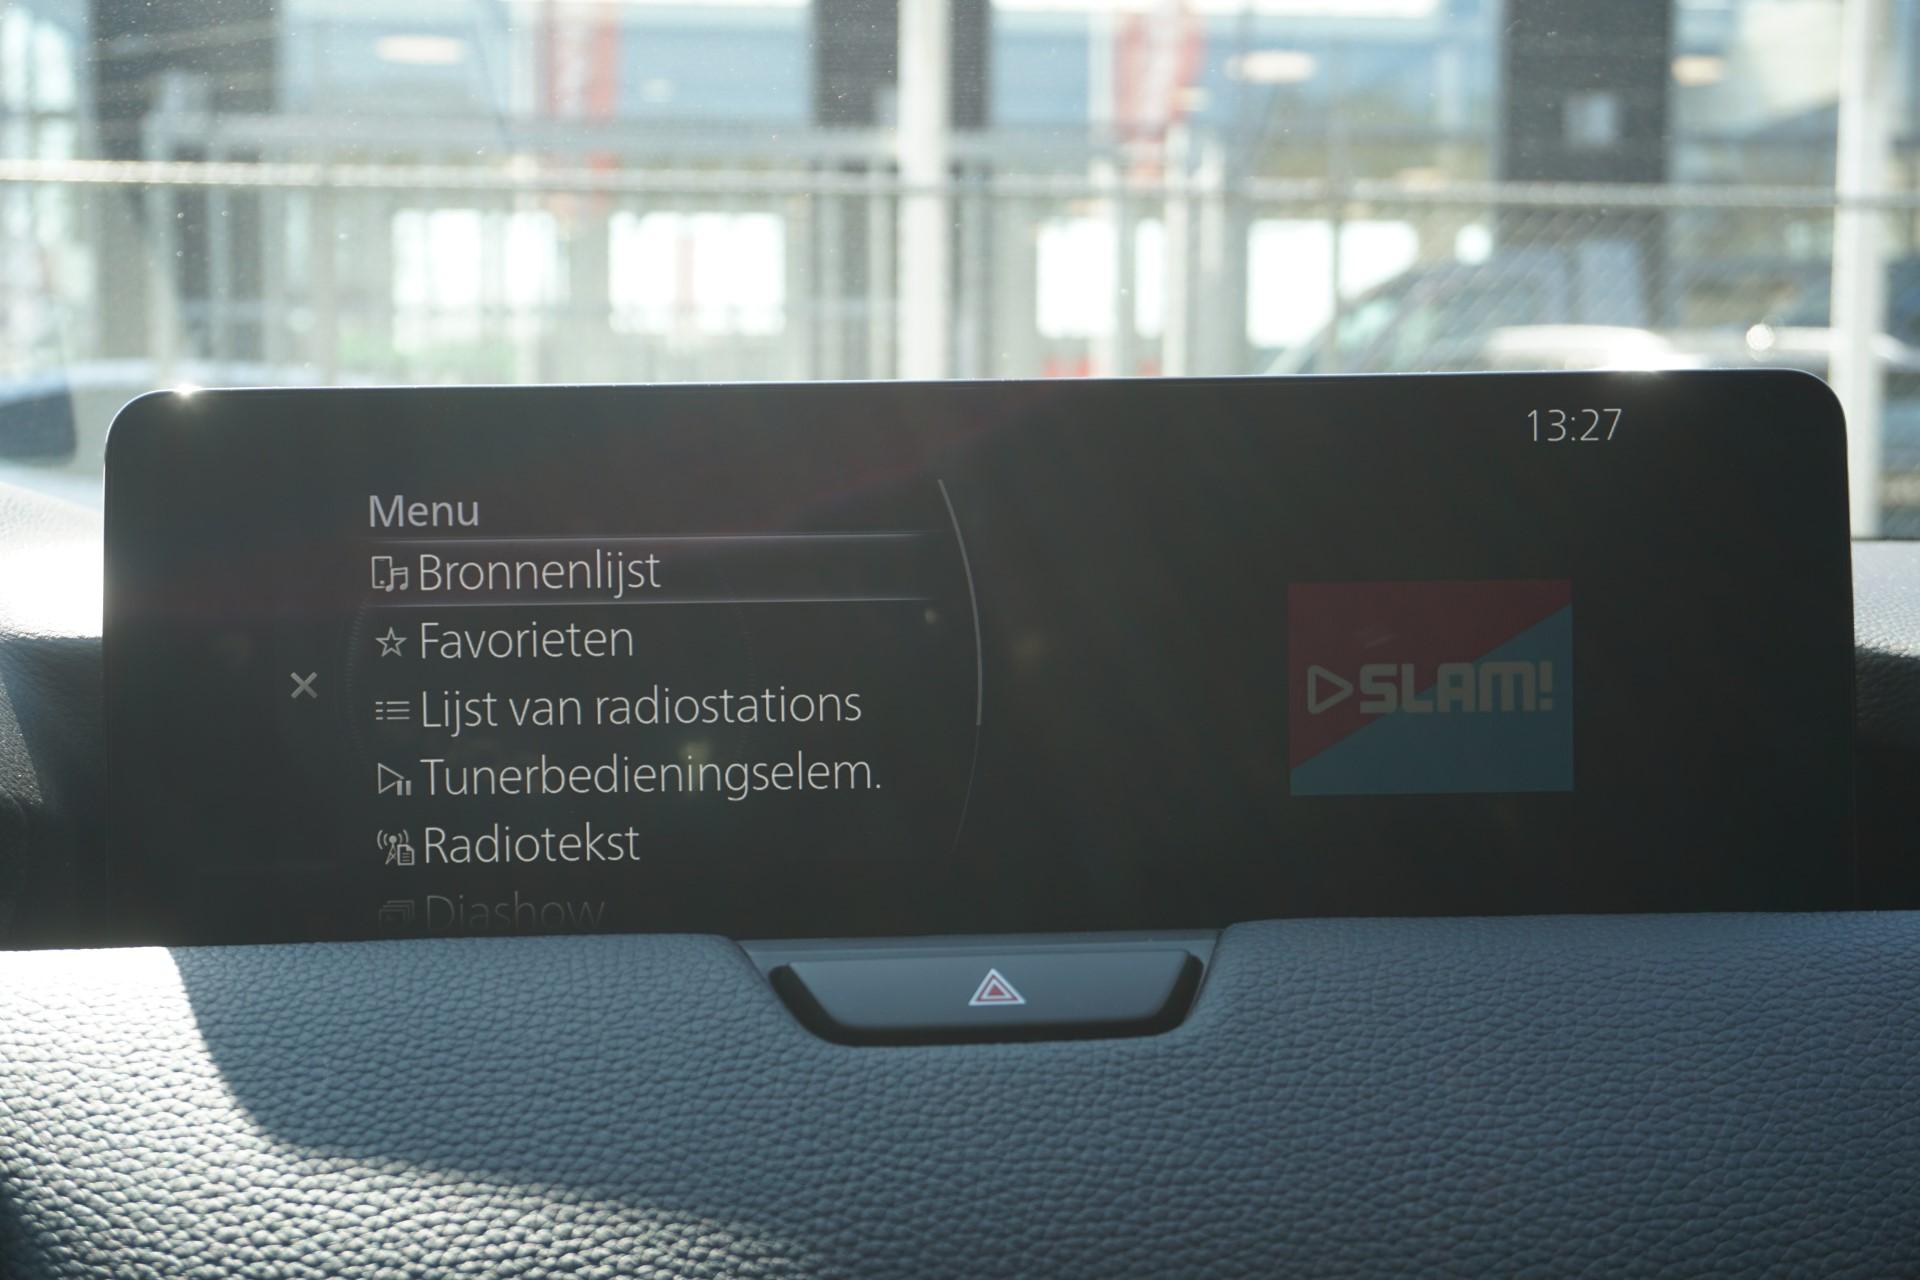 13:27
Menu
Bronnenlijst
Favorieten
Lijst van radiostations
Tunerbedieningselem.
Radiotekst
Diashow
SLAM!